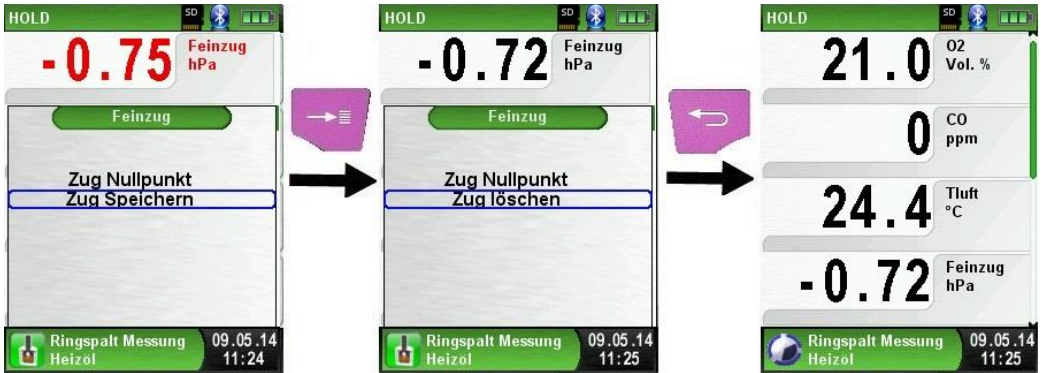 HOLD
SD
-0.75
Feinzug
hPa
Feinzug
Zug Nullpunkt
Zug Speichern
Ringspalt Messung
Heizöl
09.05.14
11:24
HOLD
SD
-0.72
Feinzug
hPa
Feinzug
Zug Nullpunkt
Zug löschen
Ringspalt Messung
Heizöl
09.05.14
11:25
HOLD
SD
21.0
O2
Vol. %
0
CO
ppm
24.4
Tluft
°C
-0.72
Feinzug
hPa
Ringspalt Messung
Heizöl
09.05.14
11:25